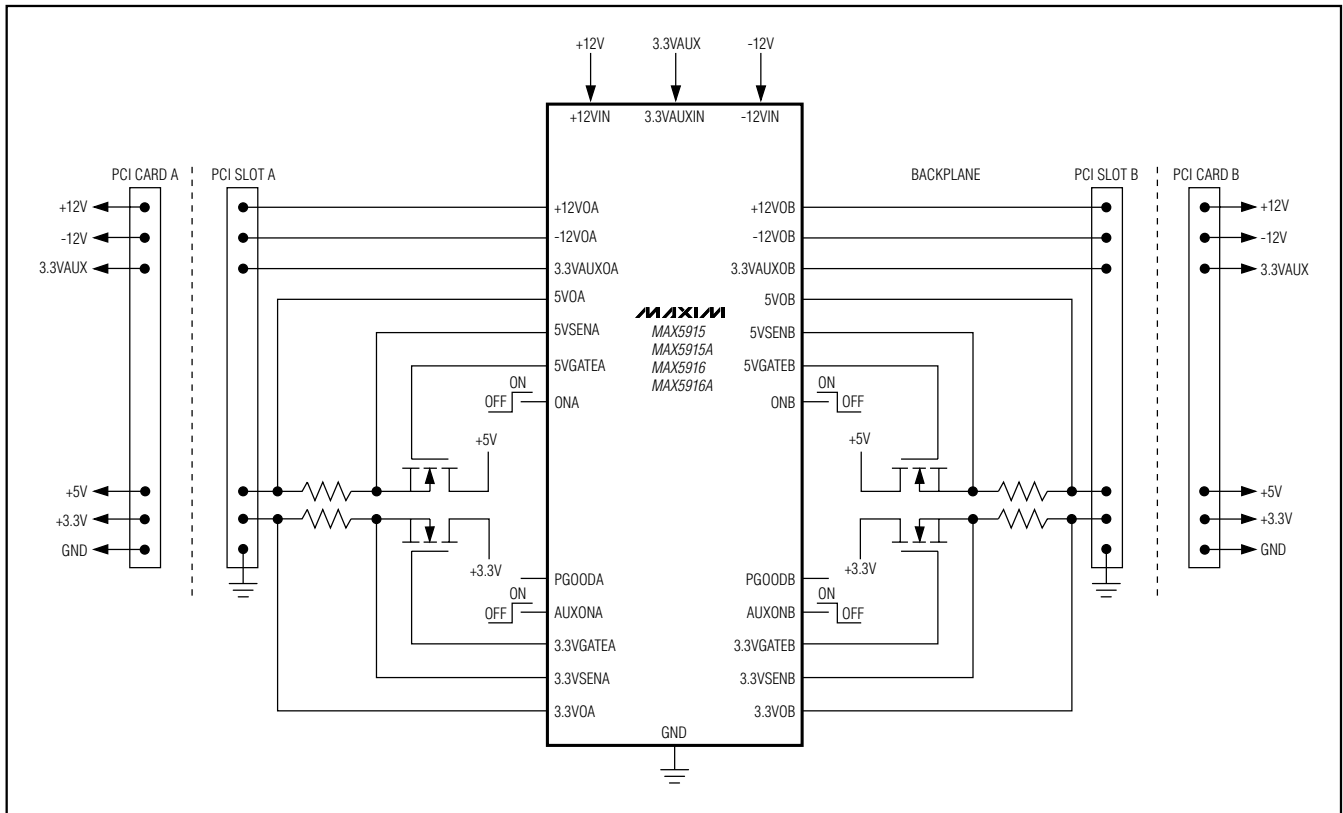 +12V 3.3VAUX -12V
+12VIN 3.3VAUXIN -12VIN
PCI CARD A PCI SLOT A BACKPLANE PCI SLOT B PCI CARD B
+12V +12VOA +12VOB +12V
-12V -12VOA -12VOB -12V
3.3VAUX 3.3VAUXOA 3.3VAUXOB 3.3VAUX
5VOA 5VOB
MAXIM
5VSENA MAX5915 5VSENB
MAX5915A
5VGATEA MAX5916 5VGATEB
MAX5916A
ON ON
OFF ONA ONB OFF
+5V +5V
+5V +5V
+3.3V +3.3V
GND GND
+3.3V +3.3V
PGOODA PGOODB
ON ON
OFF AUXONA AUXONB OFF
3.3VGATEA 3.3VGATEB
3.3VSENA 3.3VSENB
3.3VOA 3.3VOB
GND